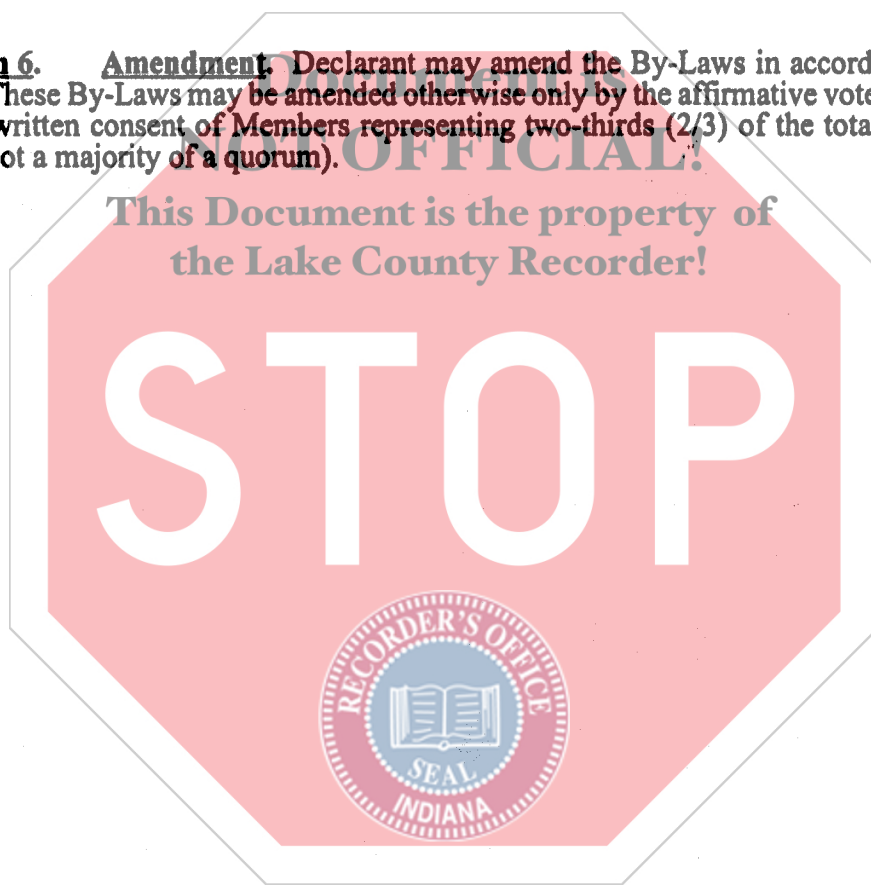 n 6. Amendment. Declarant may amend the By-Laws in accord
These By-Laws may be amended otherwise only by the affirmative vote
written consent of Members representing two-thirds (2/3) of the tota
ot a majority of a quorum).
Document is
NOT OFFICIAL!
This Document is the property of
the Lake County Recorder!
STOP
RECORDER'S OFFICE
SEAL
INDIANA